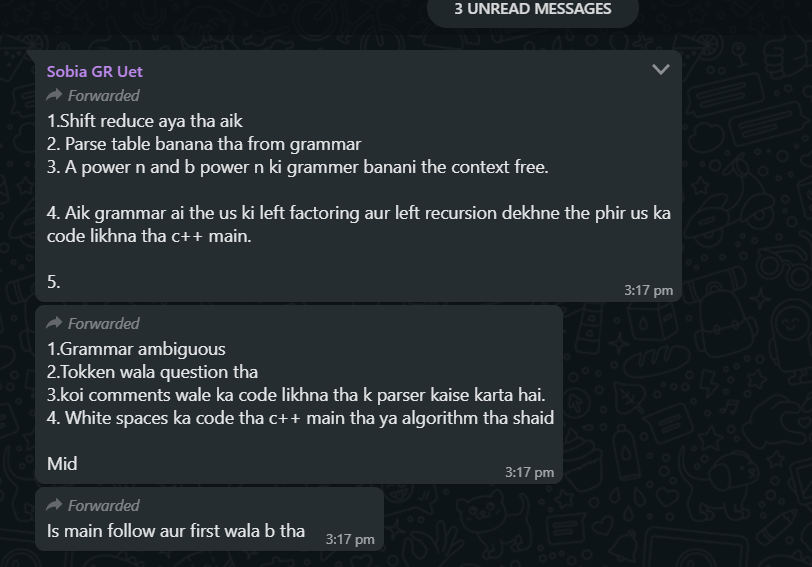 3 UNREAD MESSAGES
Sobia GR Uet
Forwarded
1.Shift reduce aya tha aik
2. Parse table banana tha from grammar
3. A power n and b power n ki grammer banani the context free.
4. Aik grammar ai the us ki left factoring aur left recursion dekhne the phir us ka
code likhna tha c++ main.
5.
3:17 pm
Forwarded
1.Grammar ambiguous
2.Tokken wala question tha
3.koi comments wale ka code likhna tha k parser kaise karta hai.
4. White spaces ka code tha c++ main tha ya algorithm tha shaid
Mid
3:17 pm
Forwarded
Is main follow aur first wala b tha
3:17 pm